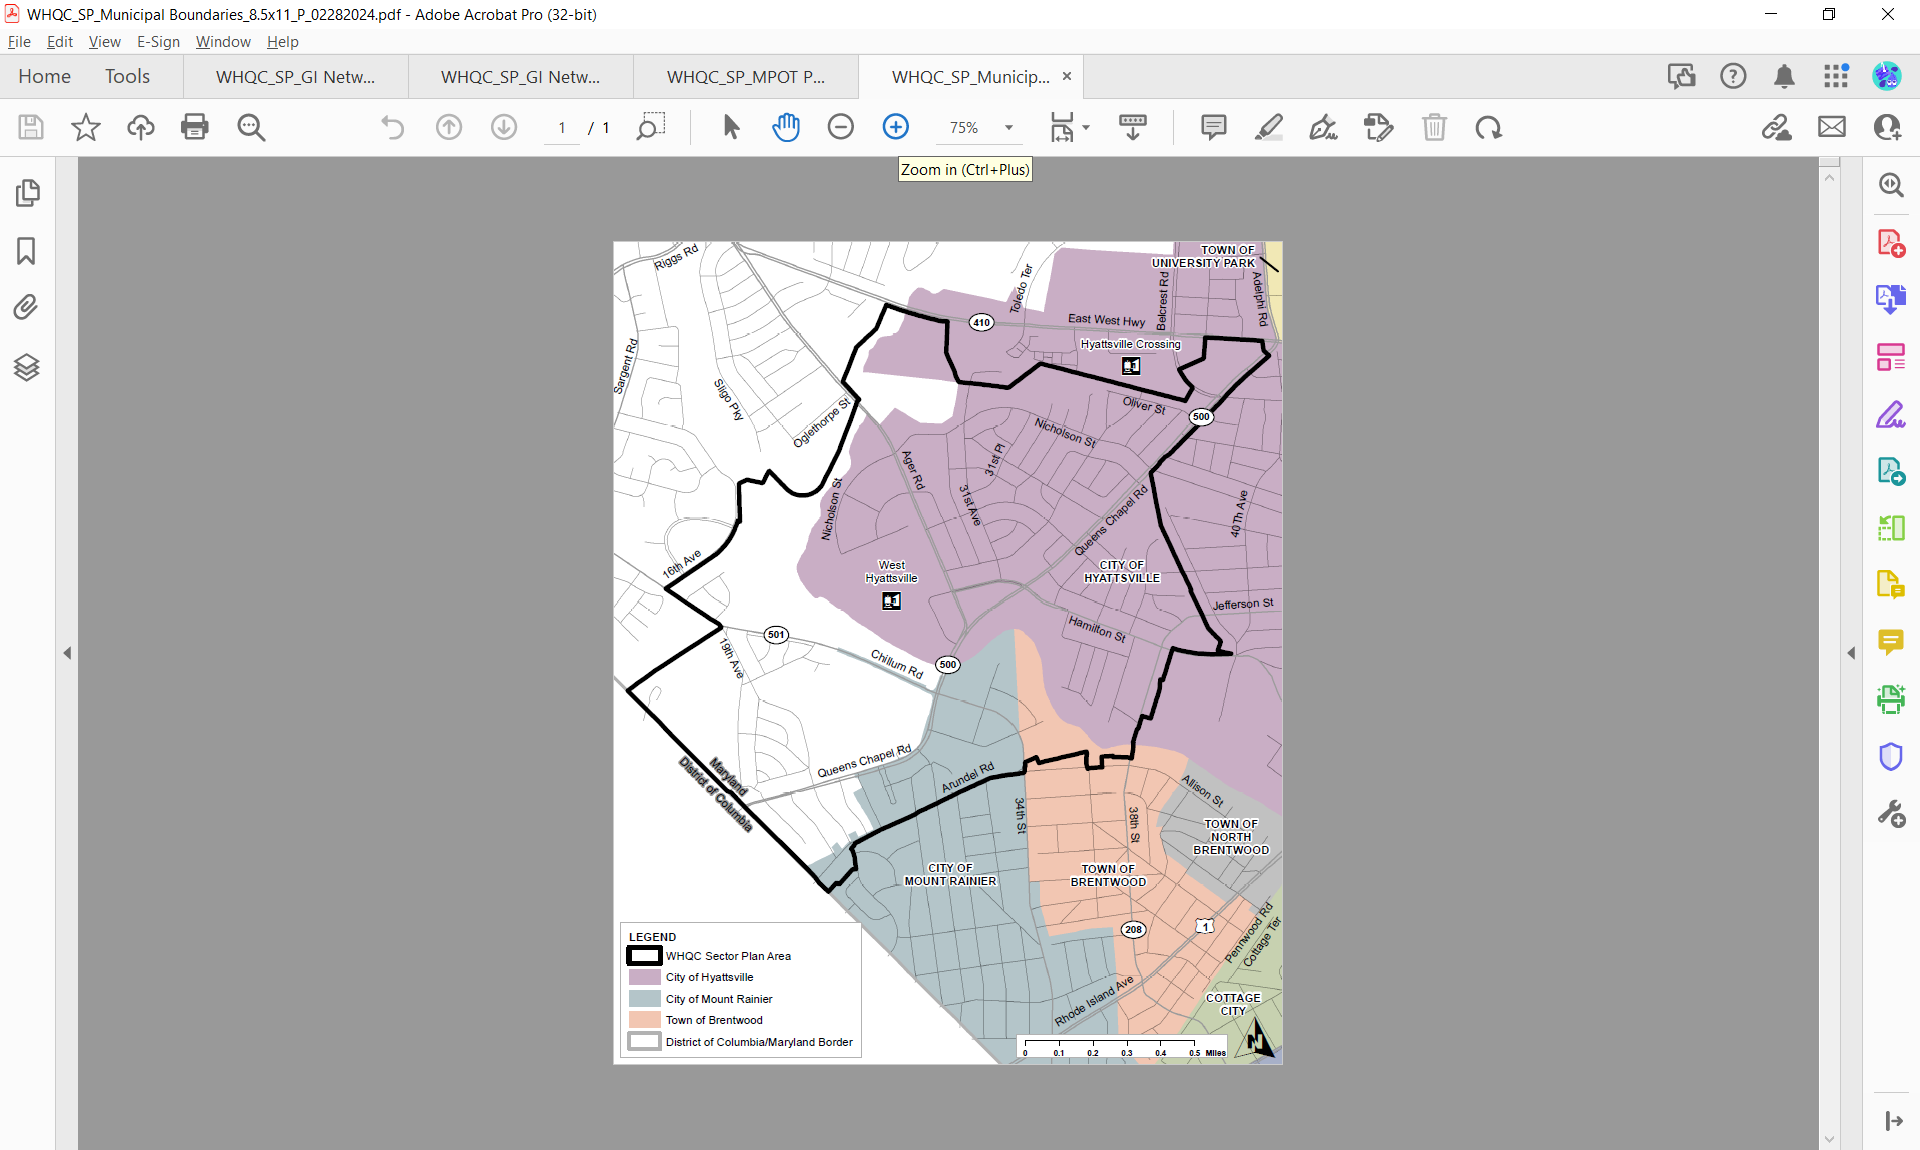 WHQC_SP_Municipal Boundaries_8.5x11_P_02282024.pdf - Adobe Acrobat Pro (32-bit)
File Edit View E-Sign Window Help
Home Tools WHQC_SP_GI Netw... WHQC_SP_GI Netw... WHQC_SP_MPOT P... WHQC_SP_Municip...
1 / 1 75%
Zoom in (Ctrl+Plus)
TOWN OF
UNIVERSITY PARK
Riggs Rd
Toledo Ter
Belcrest Rd
Adelphi Rd
410
East West Hwy
Hyattsville Crossing
Sargent Rd
Sligo Pky
Oglethorpe St
Oliver St
500
Nicholson St
Ager Rd
31st Pl
31st Ave
Nicholson St
Queens Chapel Rd
40Th Ave
16th Ave
West
Hyattsville
CITY OF
HYATTSVILLE
Jefferson St
Hamilton St
501
19th Ave
Chillum Rd
500
Queens Chapel Rd
Maryland
District of Columbia
Arundel Rd
34th St
38th St
Allison St
TOWN OF
NORTH
BRENTWOOD
CITY OF
MOUNT RAINIER
TOWN OF
BRENTWOOD
208
1
Pennwood Rd
Cottage Ter
Rhode Island Ave
COTTAGE
CITY
N
LEGEND
WHQC Sector Plan Area
City of Hyattsville
City of Mount Rainier
Town of Brentwood
District of Columbia/Maryland Border
0 0.1 0.2 0.3 0.4 0.5 Miles